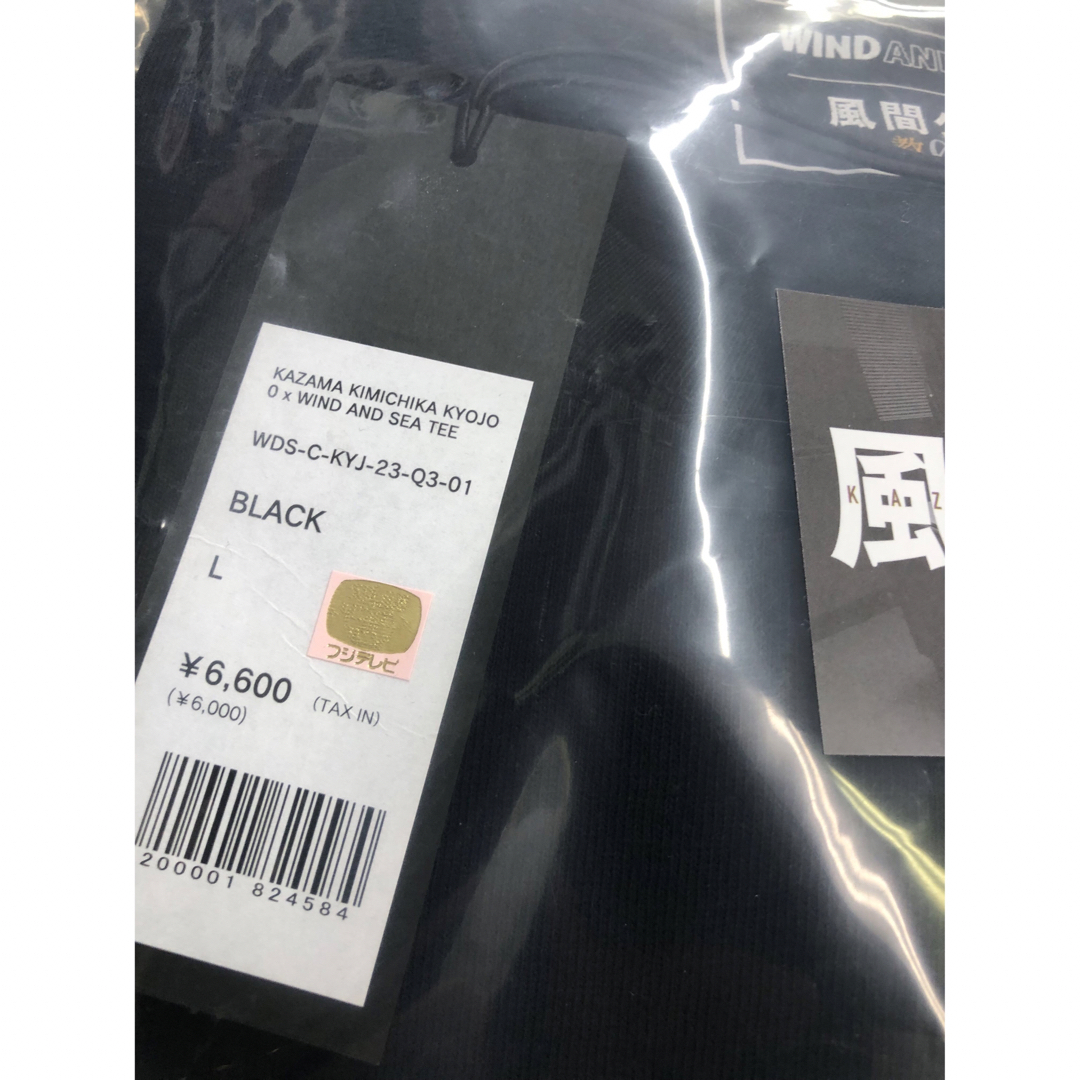 WIND AN
風間
KAZAMA KIMICHIKA KYOJO
0 x WIND AND SEA TEE
WDS-C-KYJ-23-Q3-01
BLACK
L
フジテレビ
¥6,600 (TAX IN)
(¥6,000)
200001 824584
風
KAZ